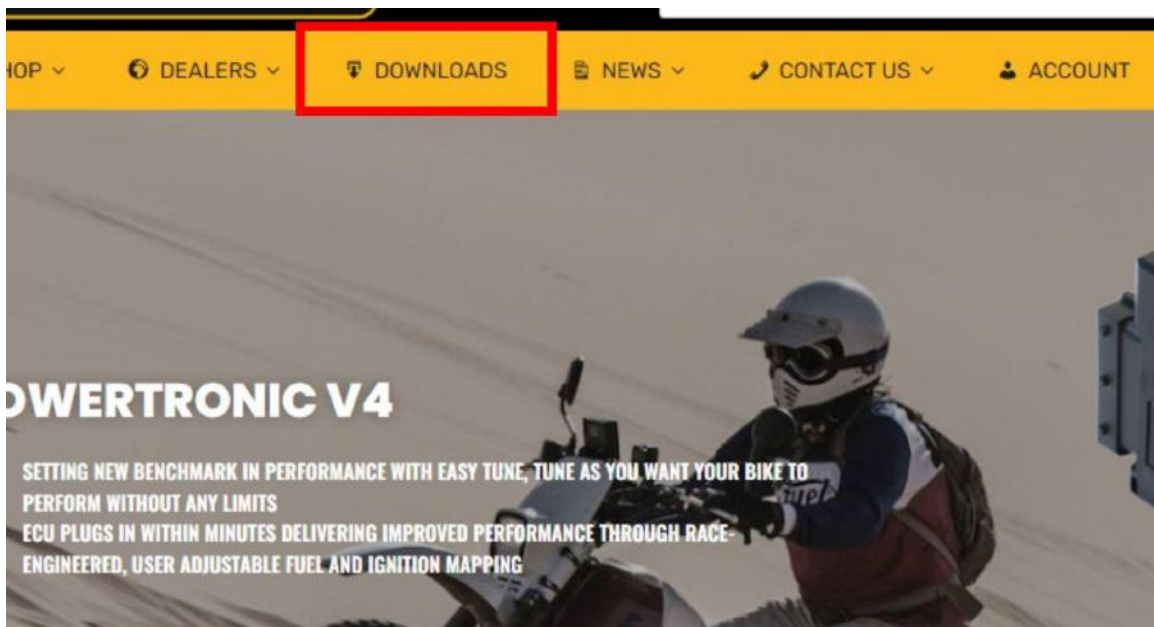 HOP DEALERS DOWNLOADS NEWS CONTACT US ACCOUNT
OWERTRONIC V4
SETTING NEW BENCHMARK IN PERFORMANCE WITH EASY TUNE, TUNE AS YOU WANT YOUR BIKE TO
PERFORM WITHOUT ANY LIMITS
ECU PLUGS IN WITHIN MINUTES DELIVERING IMPROVED PERFORMANCE THROUGH RACE-
ENGINEERED, USER ADJUSTABLE FUEL AND IGNITION MAPPING
fuel